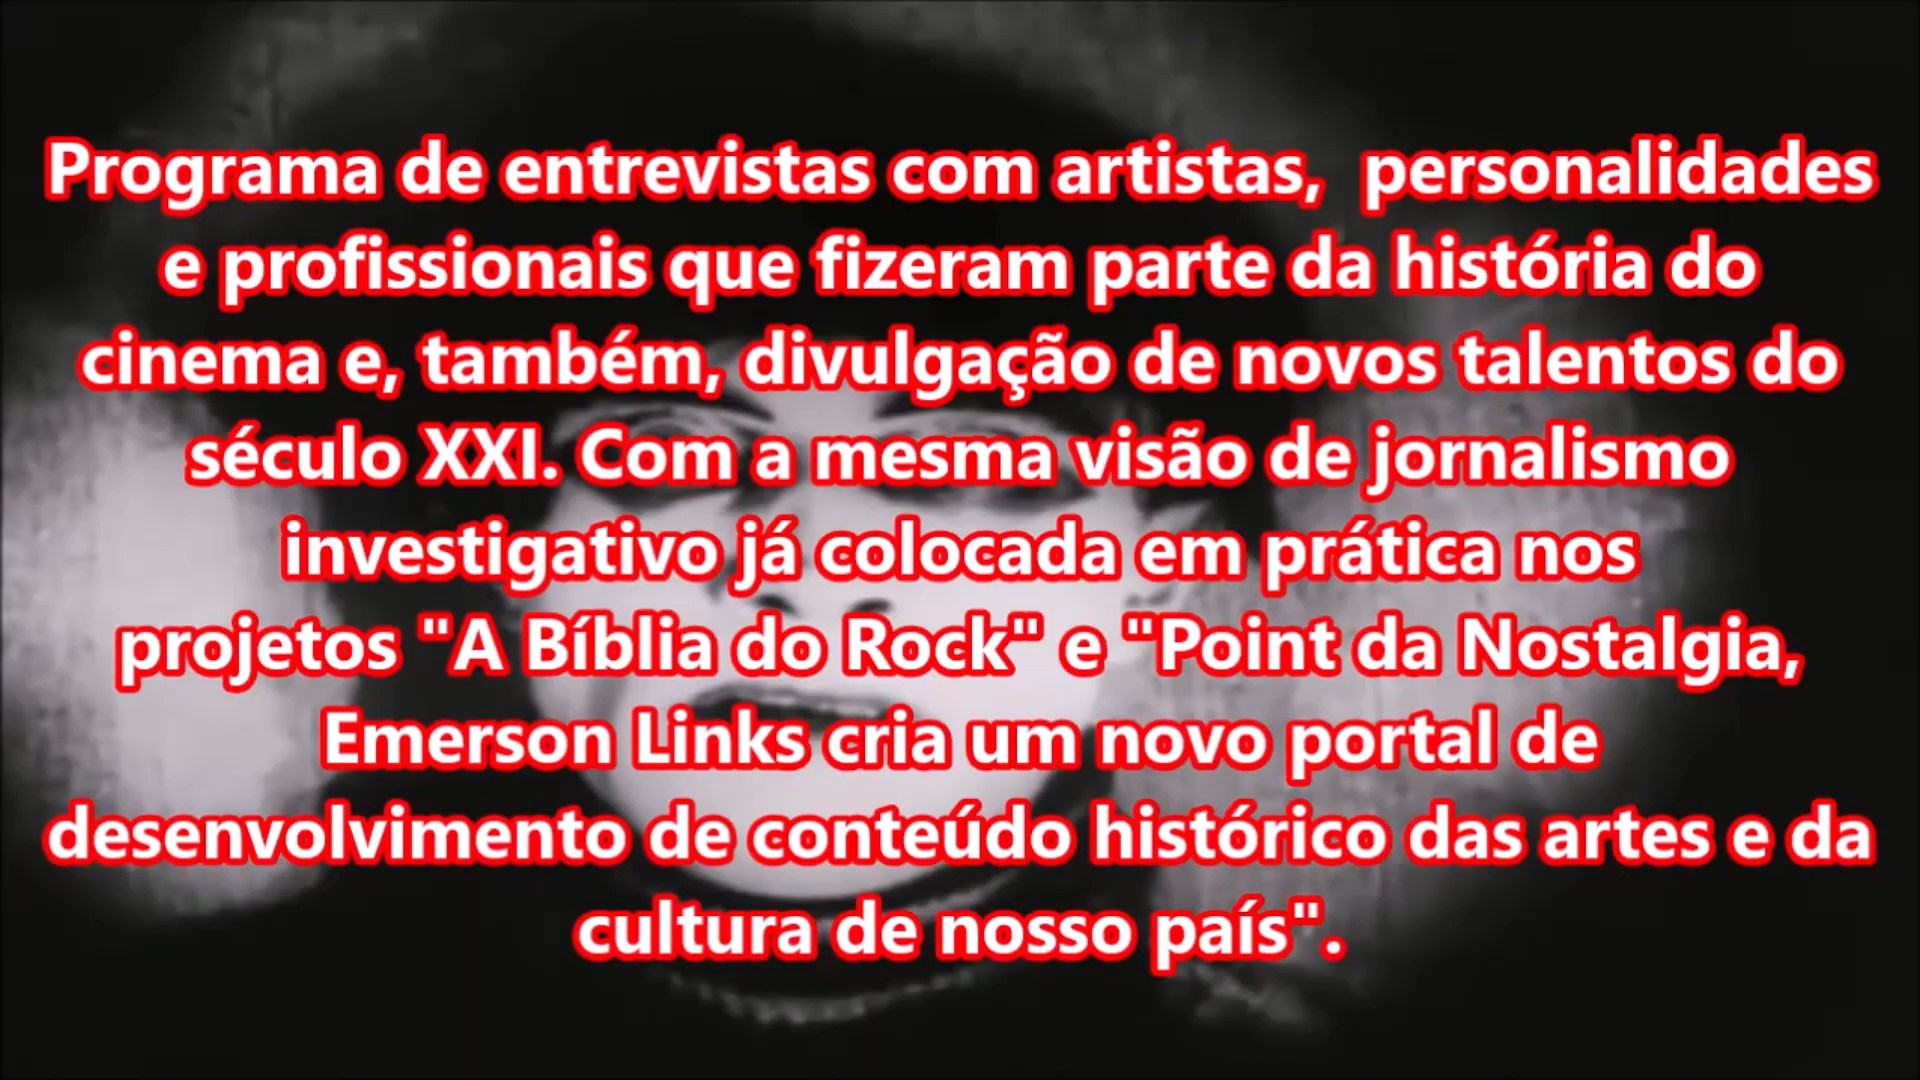 Programa de entrevistas com artistas,  personalidades
e profissionais que fizeram parte da história do
cinema e, também, divulgação de novos talentos do
século XXI. Com a mesma visão de jornalismo
investigativo já colocada em prática nos
projetos "A Bíblia do Rock" e "Point da Nostalgia,
Emerson Links cria um novo portal de
desenvolvimento de conteúdo histórico das artes e da
cultura de nosso país".